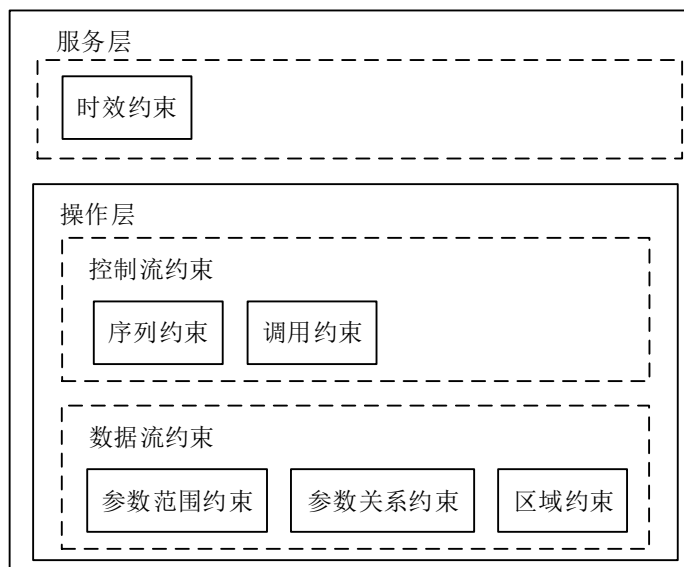 服务层
时效约束
操作层
控制流约束
序列约束
调用约束
数据流约束
参数范围约束
参数关系约束
区域约束